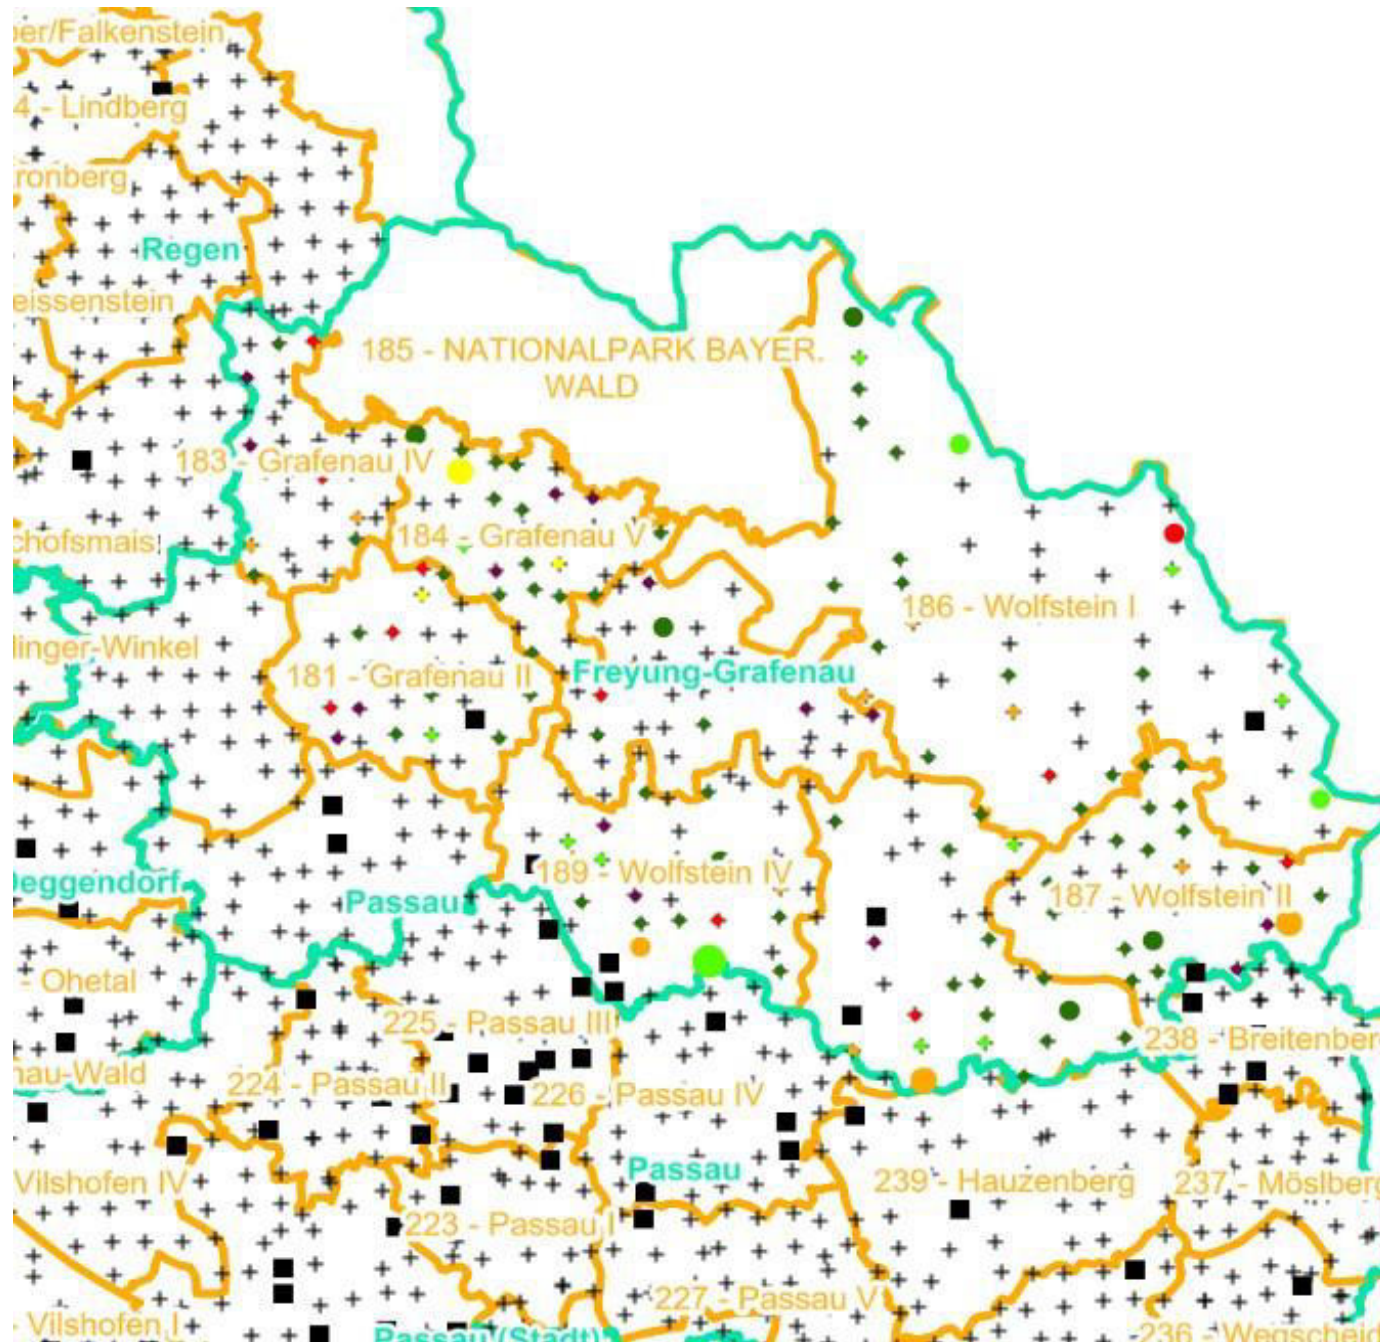 ber/Falkenstein
4 - Lindberg
ronberg
Regen
eissenstein
185 - NATIONALPARK BAYER.
WALD
183 - Grafenau IV
chofsmais
184 - Grafenau V
186 - Wolfstein I
linger-Winkel
181 - Grafenau II
Freyung-Grafenau
189 - Wolfstein IV
Deggendorf
Passau
187 - Wolfstein II
- Ohetal
225 - Passau III
238 - Breitenberg
nau-Wald
224 - Passau II
226 - Passau IV
Passau
Vilshofen IV
239 - Hauzenberg
237 - Möslberg
223 - Passau I
227 - Passau V
- Vilshofen I
Passau (Stadt)
236 - Wegscheid